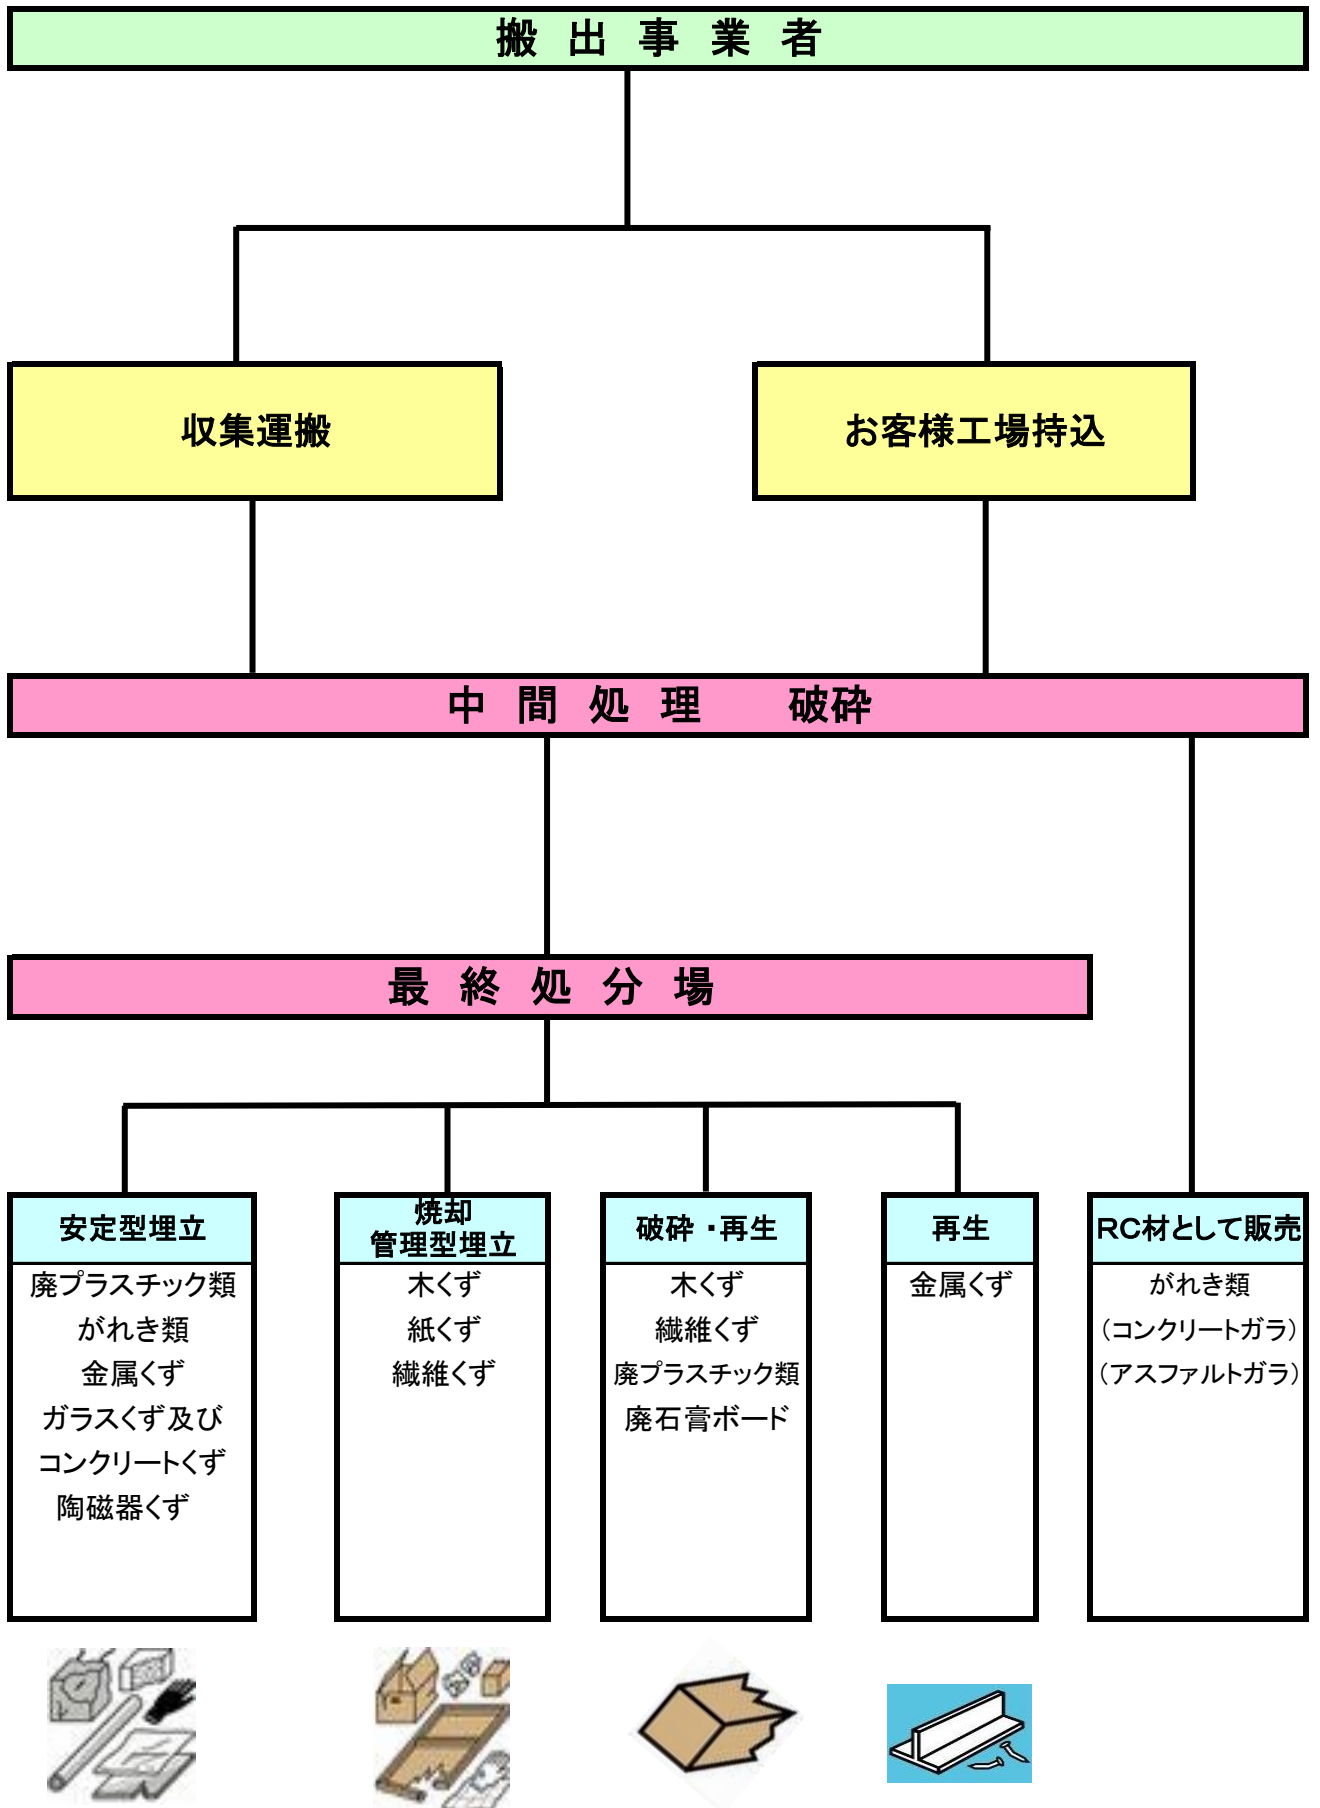 搬　出　事　業　者
収集運搬
お客様工場持込
中　間　処　理　　破砕
最　終　処　分　場
安定型埋立
廃プラスチック類
がれき類
金属くず
ガラスくず及び
コンクリートくず
陶磁器くず
焼却
管理型埋立
木くず
紙くず
繊維くず
破砕・再生
木くず
繊維くず
廃プラスチック類
廃石膏ボード
再生
金属くず
RC材として販売
がれき類
（コンクリートガラ）
（アスファルトガラ）